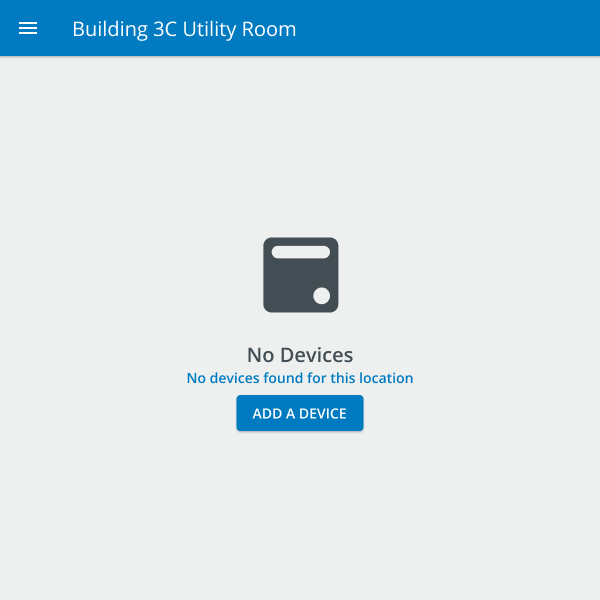 Building 3C Utility Room
No Devices
No devices found for this location
ADD A DEVICE